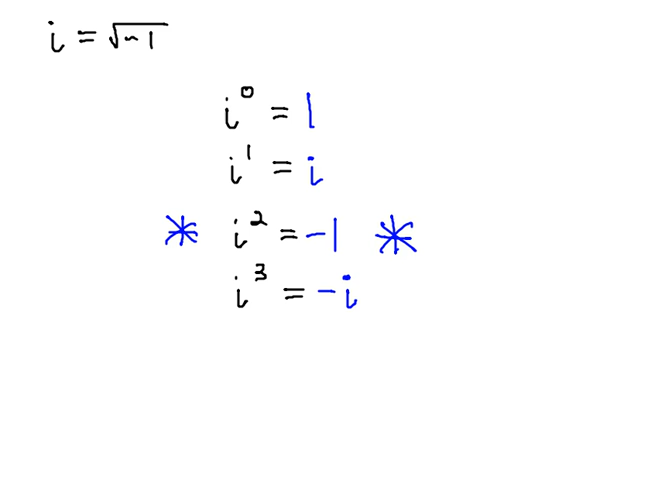 i = √-1
i⁰ = 1
i¹ = i
* i² = -1 *
i³ = -i